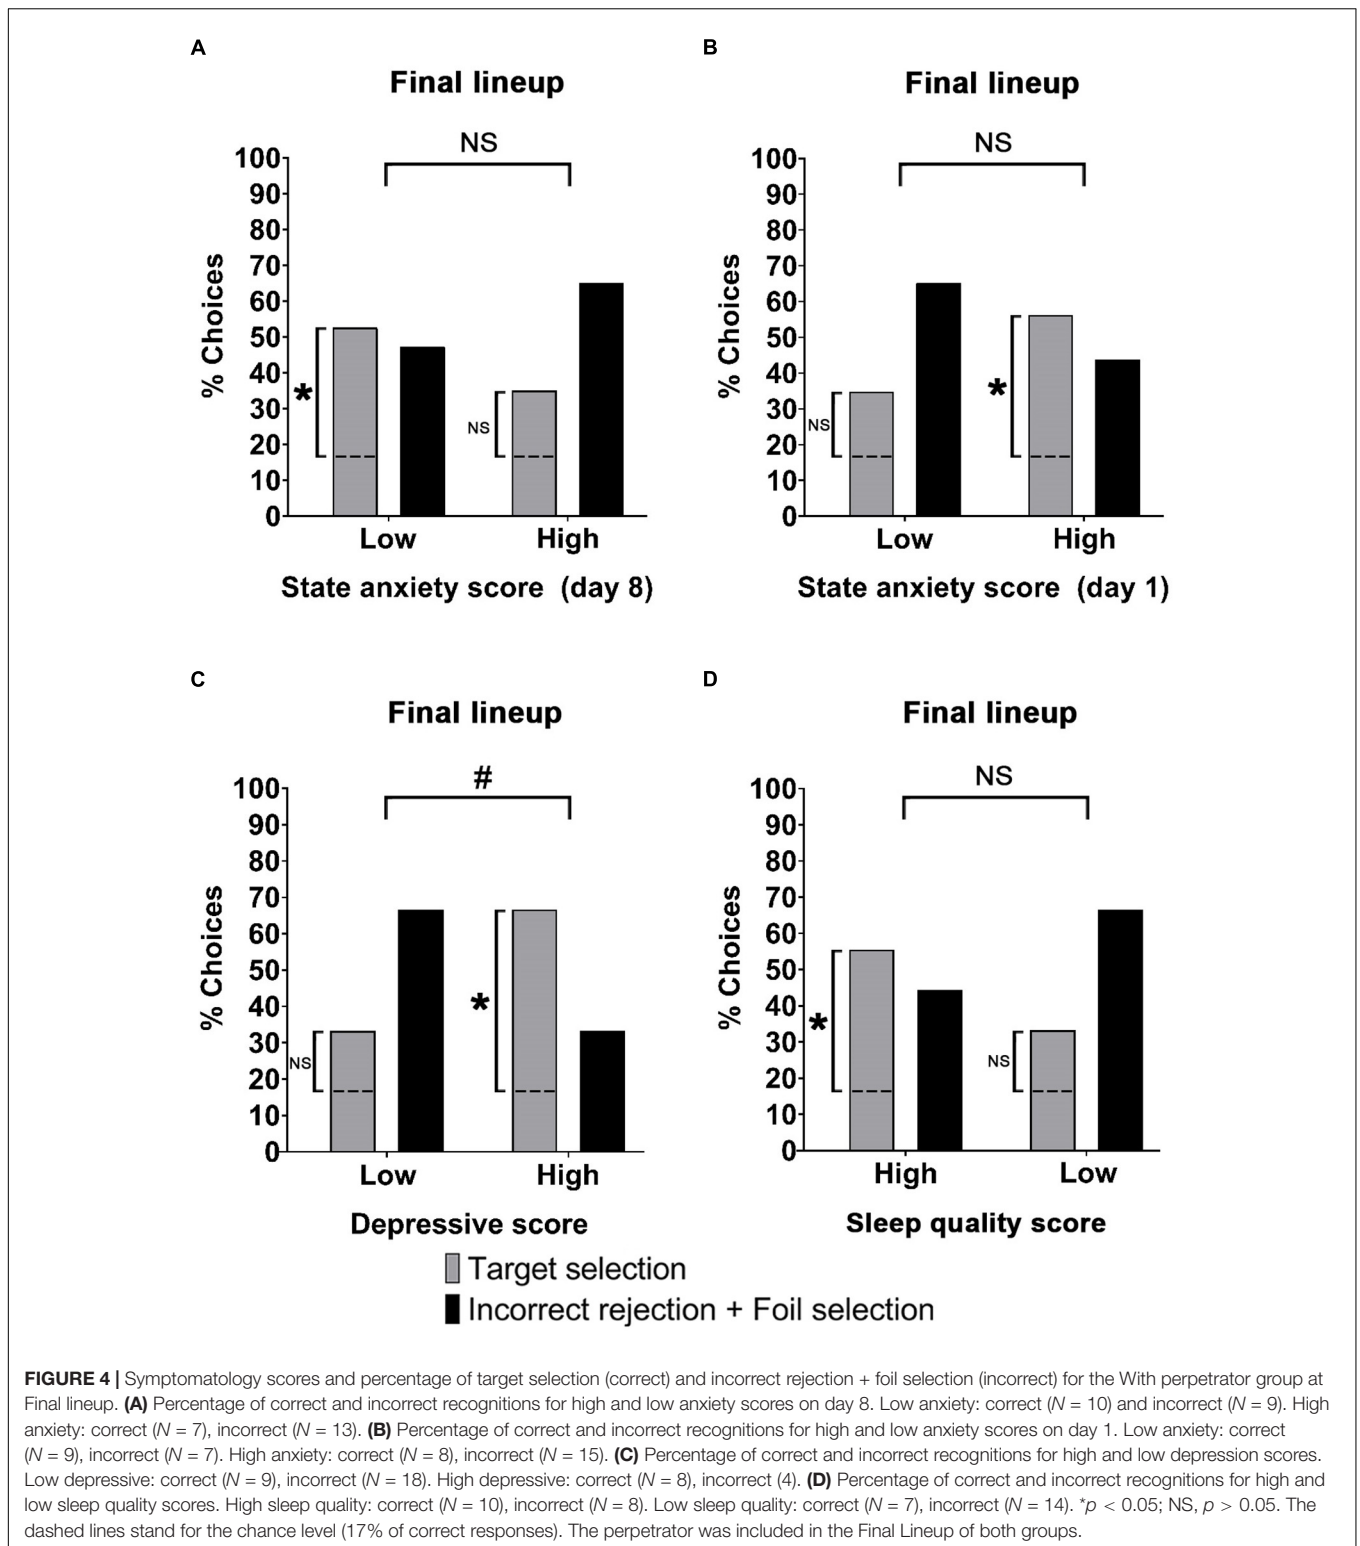 A
Final lineup
NS
100
90
80
70
60
50
40
30
20
10
0
% Choices
*
NS
Low
High
State anxiety score (day 8)
B
Final lineup
NS
100
90
80
70
60
50
40
30
20
10
0
% Choices
NS
*
Low
High
State anxiety score (day 1)
C
Final lineup
#
100
90
80
70
60
50
40
30
20
10
0
% Choices
NS
*
Low
High
Depressive score
D
Final lineup
NS
100
90
80
70
60
50
40
30
20
10
0
% Choices
*
NS
High
Low
Sleep quality score
Target selection
Incorrect rejection + Foil selection
FIGURE 4 | Symptomatology scores and percentage of target selection (correct) and incorrect rejection + foil selection (incorrect) for the With perpetrator group at
Final lineup. (A) Percentage of correct and incorrect recognitions for high and low anxiety scores on day 8. Low anxiety: correct (N = 10) and incorrect (N = 9). High
anxiety: correct (N = 7), incorrect (N = 13). (B) Percentage of correct and incorrect recognitions for high and low anxiety scores on day 1. Low anxiety: correct
(N = 9), incorrect (N = 7). High anxiety: correct (N = 8), incorrect (N = 15). (C) Percentage of correct and incorrect recognitions for high and low depression scores.
Low depressive: correct (N = 9), incorrect (N = 18). High depressive: correct (N = 8), incorrect (4). (D) Percentage of correct and incorrect recognitions for high and
low sleep quality scores. High sleep quality: correct (N = 10), incorrect (N = 8). Low sleep quality: correct (N = 7), incorrect (N = 14). *p < 0.05; NS, p > 0.05. The
dashed lines stand for the chance level (17% of correct responses). The perpetrator was included in the Final Lineup of both groups.